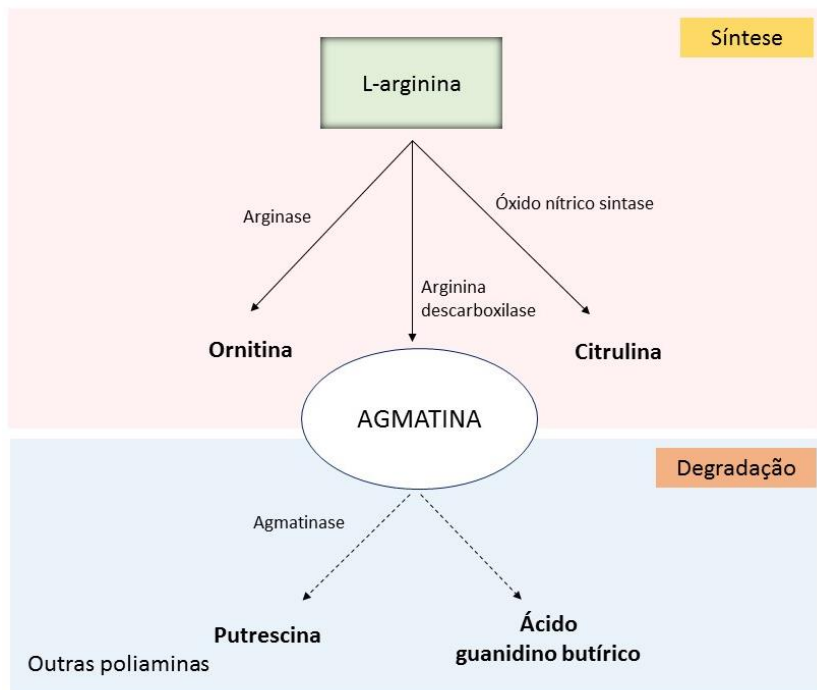 Síntese
L-arginina
Arginase
Óxido nítrico sintase
Arginina
descarboxilase
Ornitina
Citrulina
AGMATINA
Degradação
Agmatinase
Putrescina
Ácido
guanidino butírico
Outras poliaminas